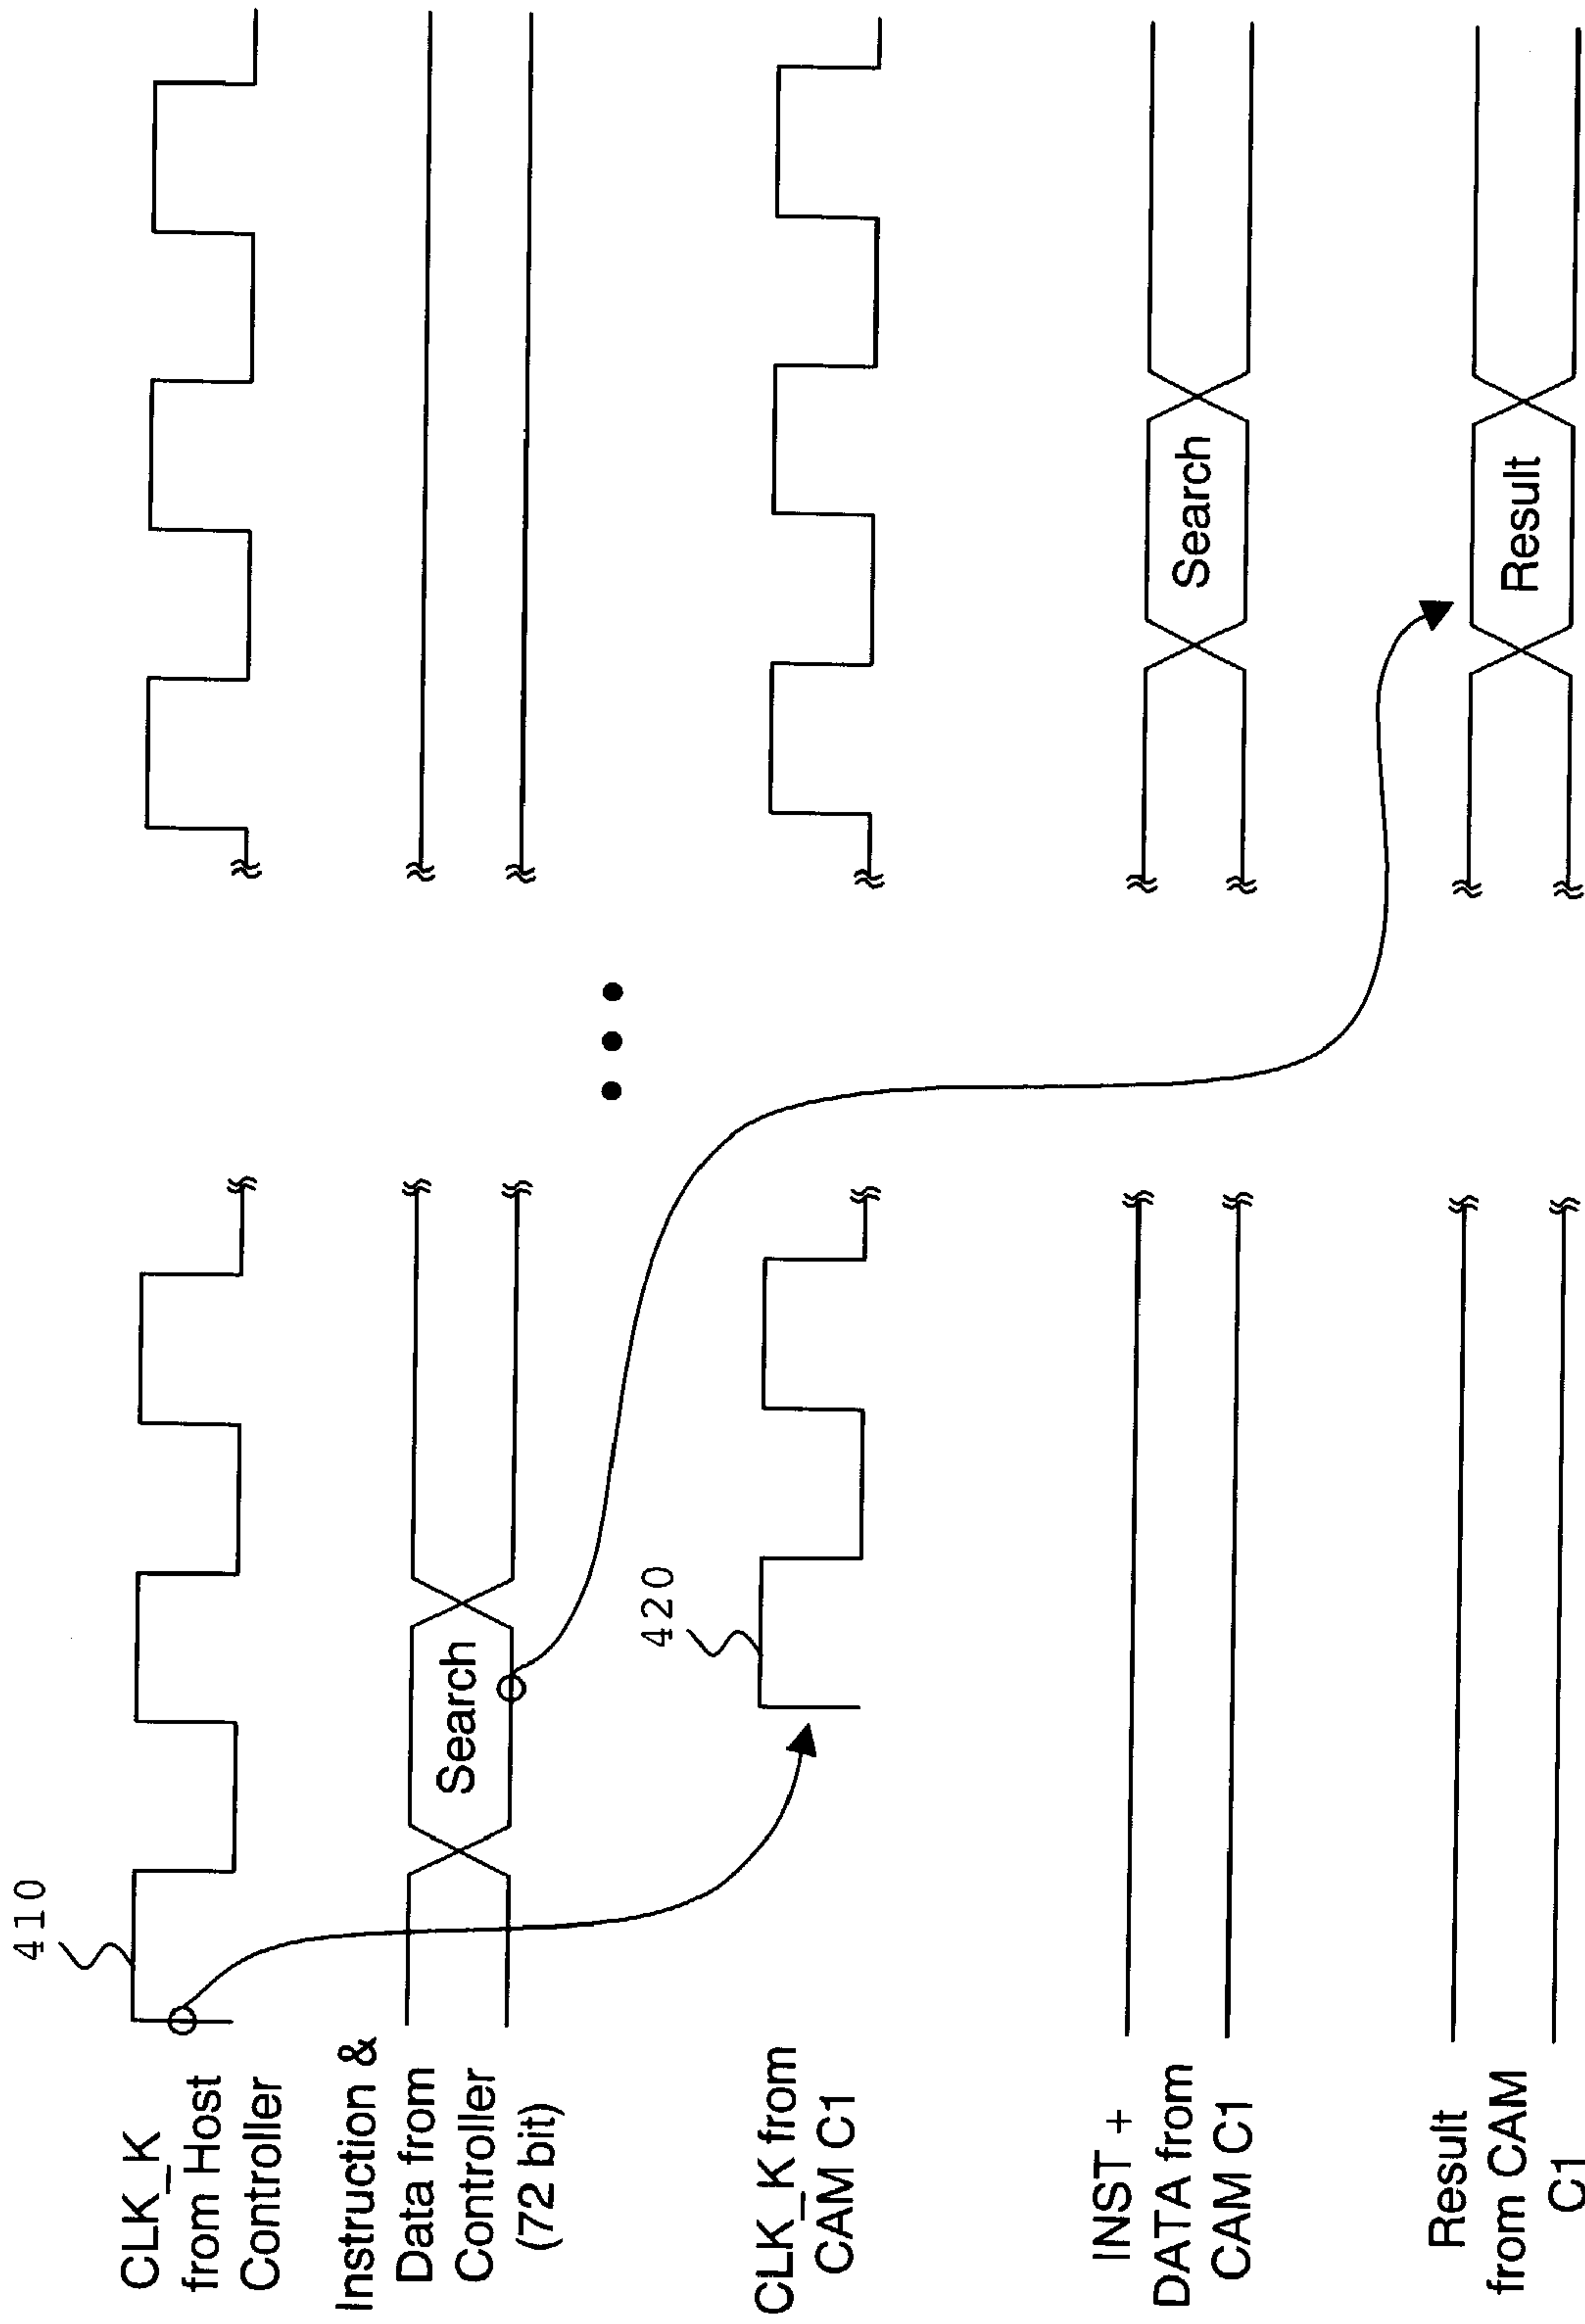 410
CLK_K
from Host
Controller
Instruction &
Data from
Controller
(72 bit)
Search
420
CLK_K from
CAM C1
INST +
DATA from
CAM C1
Search
Result
from CAM
C1
Result